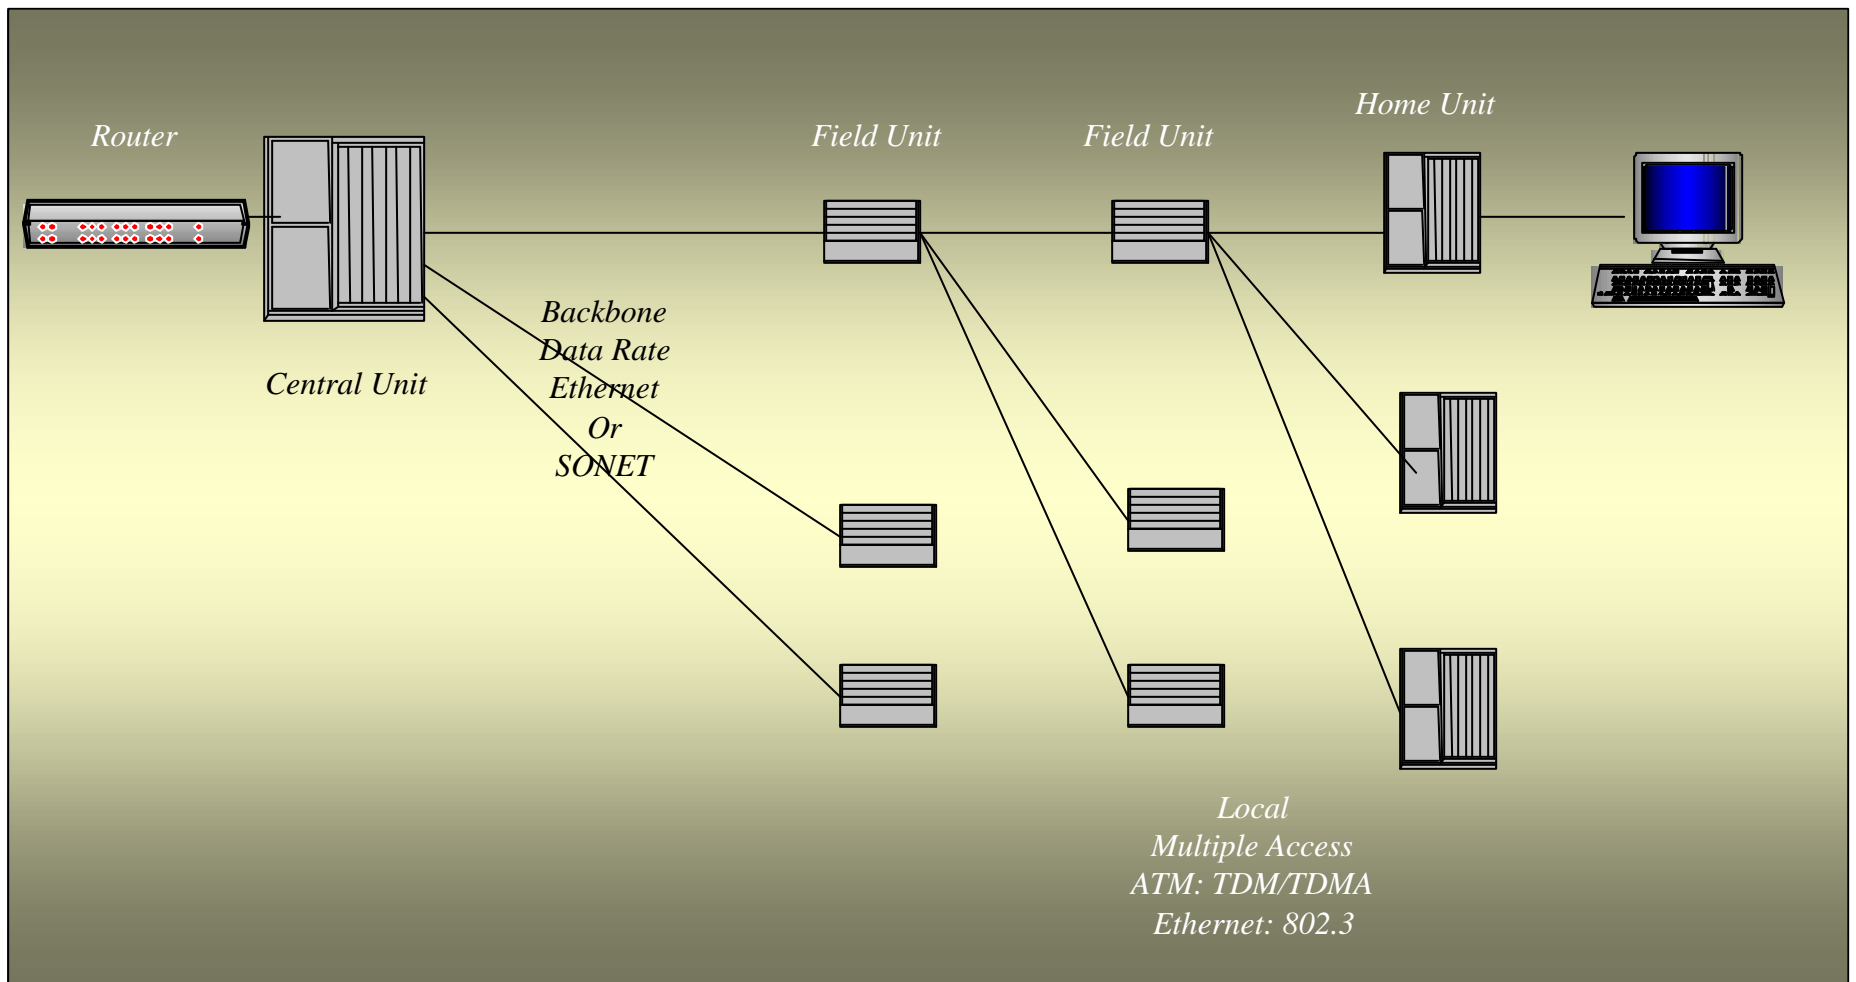 Home Unit
Router
Field Unit
Field Unit
Backbone
Data Rate
Ethernet
Or
SONET
Central Unit
Local
Multiple Access
ATM: TDM/TDMA
Ethernet: 802.3